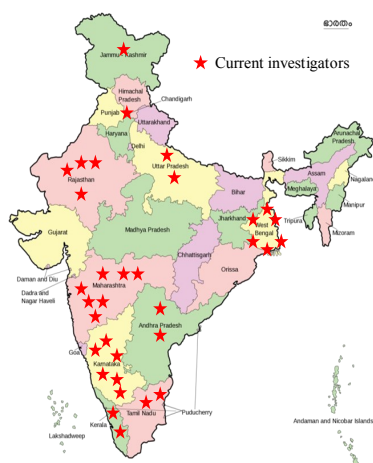 ഭാരതം
Jammu Kashmir
Current investigators
Himachal
Pradesh
Chandigarh
Punjab
Uttarakhand
Haryana
Delhi
Arunachal
Pradesh
Sikkim
Rajasthan
Uttar Pradesh
Assam
Nagaland
Bihar
Meghalaya
Manipur
Jharkhand
West
Bengal
Tripura
Mizoram
Gujarat
Madhya Pradesh
Chhattisgarh
Orissa
Daman and Diu
Dadra and
Nagar Haveli
Maharashtra
Andhra Pradesh
Goa
Karnataka
Puducherry
Tamil Nadu
Kerala
Lakshadweep
Andaman and Nicobar Islands